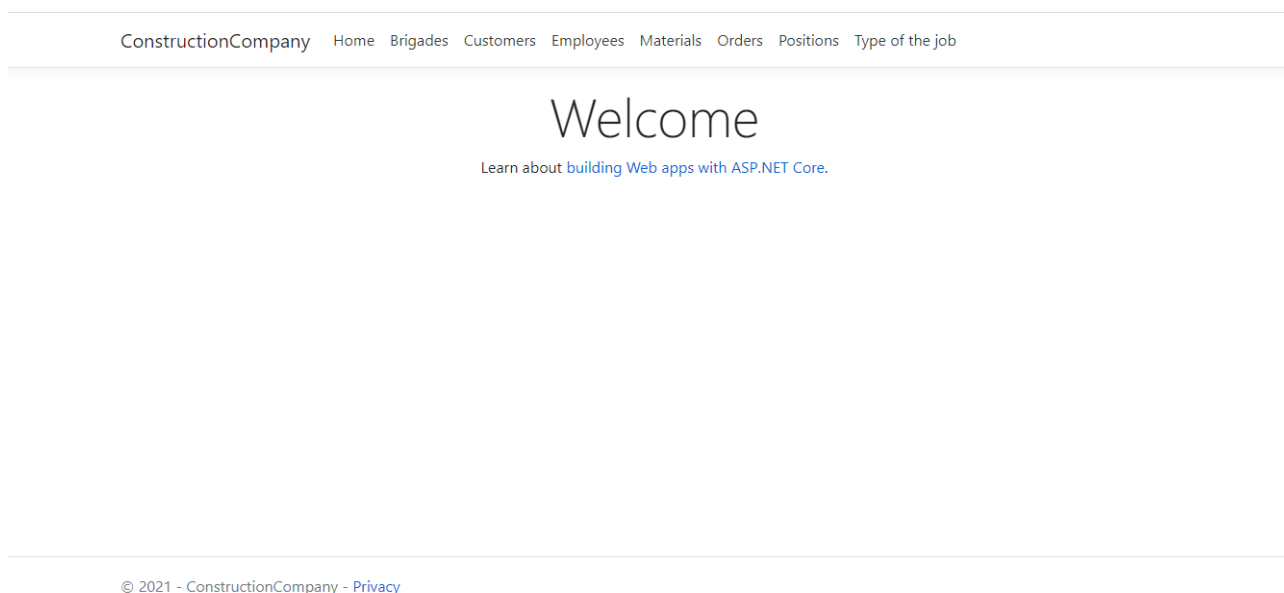 ConstructionCompany Home Brigades Customers Employees Materials Orders Positions Type of the job
Welcome
Learn about building Web apps with ASP.NET Core.
© 2021 - ConstructionCompany - Privacy